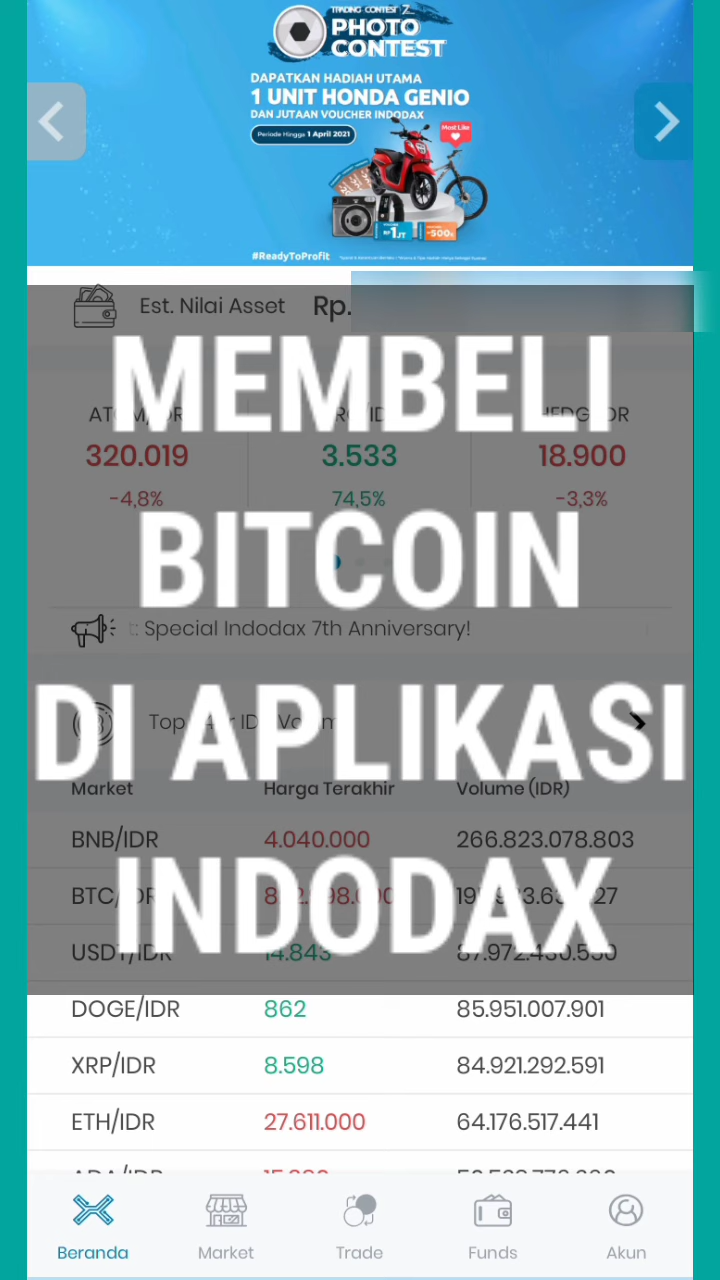 TRADING CONTEST 7
PHOTO
CONTEST
DAPATKAN HADIAH UTAMA
1 UNIT HONDA GENIO
DAN JUTAAN VOUCHER INDODAX
Periode Hingga 1 April 2021
Most Like
#ReadyToProfit
Est. Nilai Asset Rp.
MEMBELI
320.019 3.533 18.900
-4,8% 74,5% -3,3%
BITCOIN
Special Indodax 7th Anniversary!
DI APLIKASI
Market Harga Terakhir Volume (IDR)
BNB/IDR 4.040.000 266.823.078.803
INDODAX
USDT/IDR 14.843
DOGE/IDR 862 85.951.007.901
XRP/IDR 8.598 84.921.292.591
ETH/IDR 27.611.000 64.176.517.441
Beranda Market Trade Funds Akun